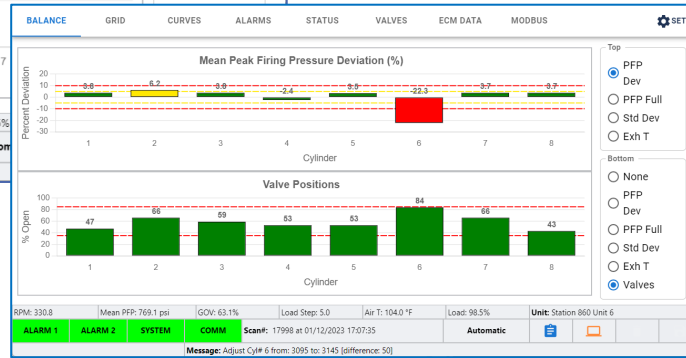 BALANCE GRID CURVES ALARMS STATUS VALVES ECM DATA MODBUS SET
Mean Peak Firing Pressure Deviation (%)
Percent Deviation
20
10
0
-10
-20
-30
3.8 6.2 3.8 -2.4 3.5 -22.3 3.7 3.7
1 2 3 4 5 6 7 8
Cylinder
Top
PFP Dev
PFP Full
Std Dev
Exh T
Valve Positions
% Open
100
80
60
40
20
0
47 66 59 53 53 84 66 43
1 2 3 4 5 6 7 8
Cylinder
Bottom
None
PFP Dev
PFP Full
Std Dev
Exh T
Valves
RPM: 330.8 Mean PFP: 769.1 psi GOV: 63.1% Load Step: 5.0 Air T: 104.0 °F Load: 98.5% Unit: Station 860 Unit 6
ALARM 1 ALARM 2 SYSTEM COMM Scan#: 17998 at 01/12/2023 17:07:35 Automatic
Message: Adjust Cyl# 6 from: 3095 to: 3145 [difference: 50]